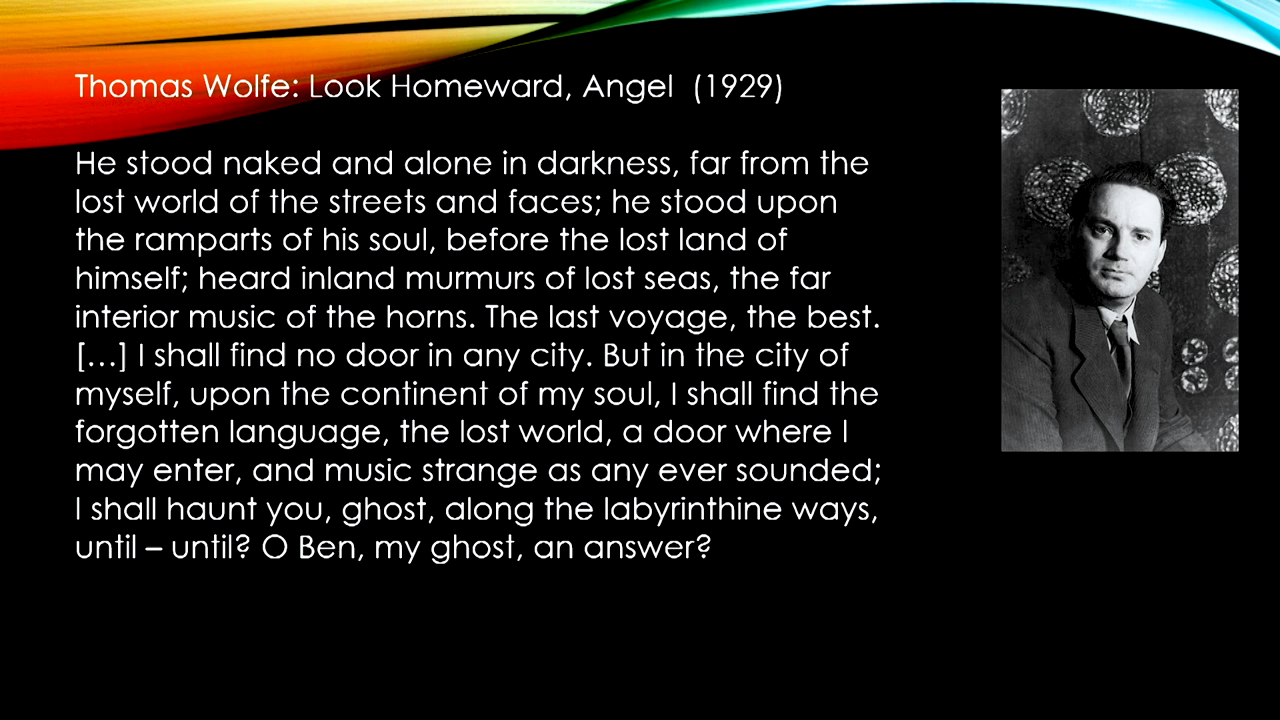 Thomas Wolfe: Look Homeward, Angel (1929)
He stood naked and alone in darkness, far from the
lost world of the streets and faces; he stood upon
the ramparts of his soul, before the lost land of
himself; heard inland murmurs of lost seas, the far
interior music of the horns. The last voyage, the best.
[…] I shall find no door in any city. But in the city of
myself, upon the continent of my soul, I shall find the
forgotten language, the lost world, a door where I
may enter, and music strange as any ever sounded;
I shall haunt you, ghost, along the labyrinthine ways,
until – until? O Ben, my ghost, an answer?